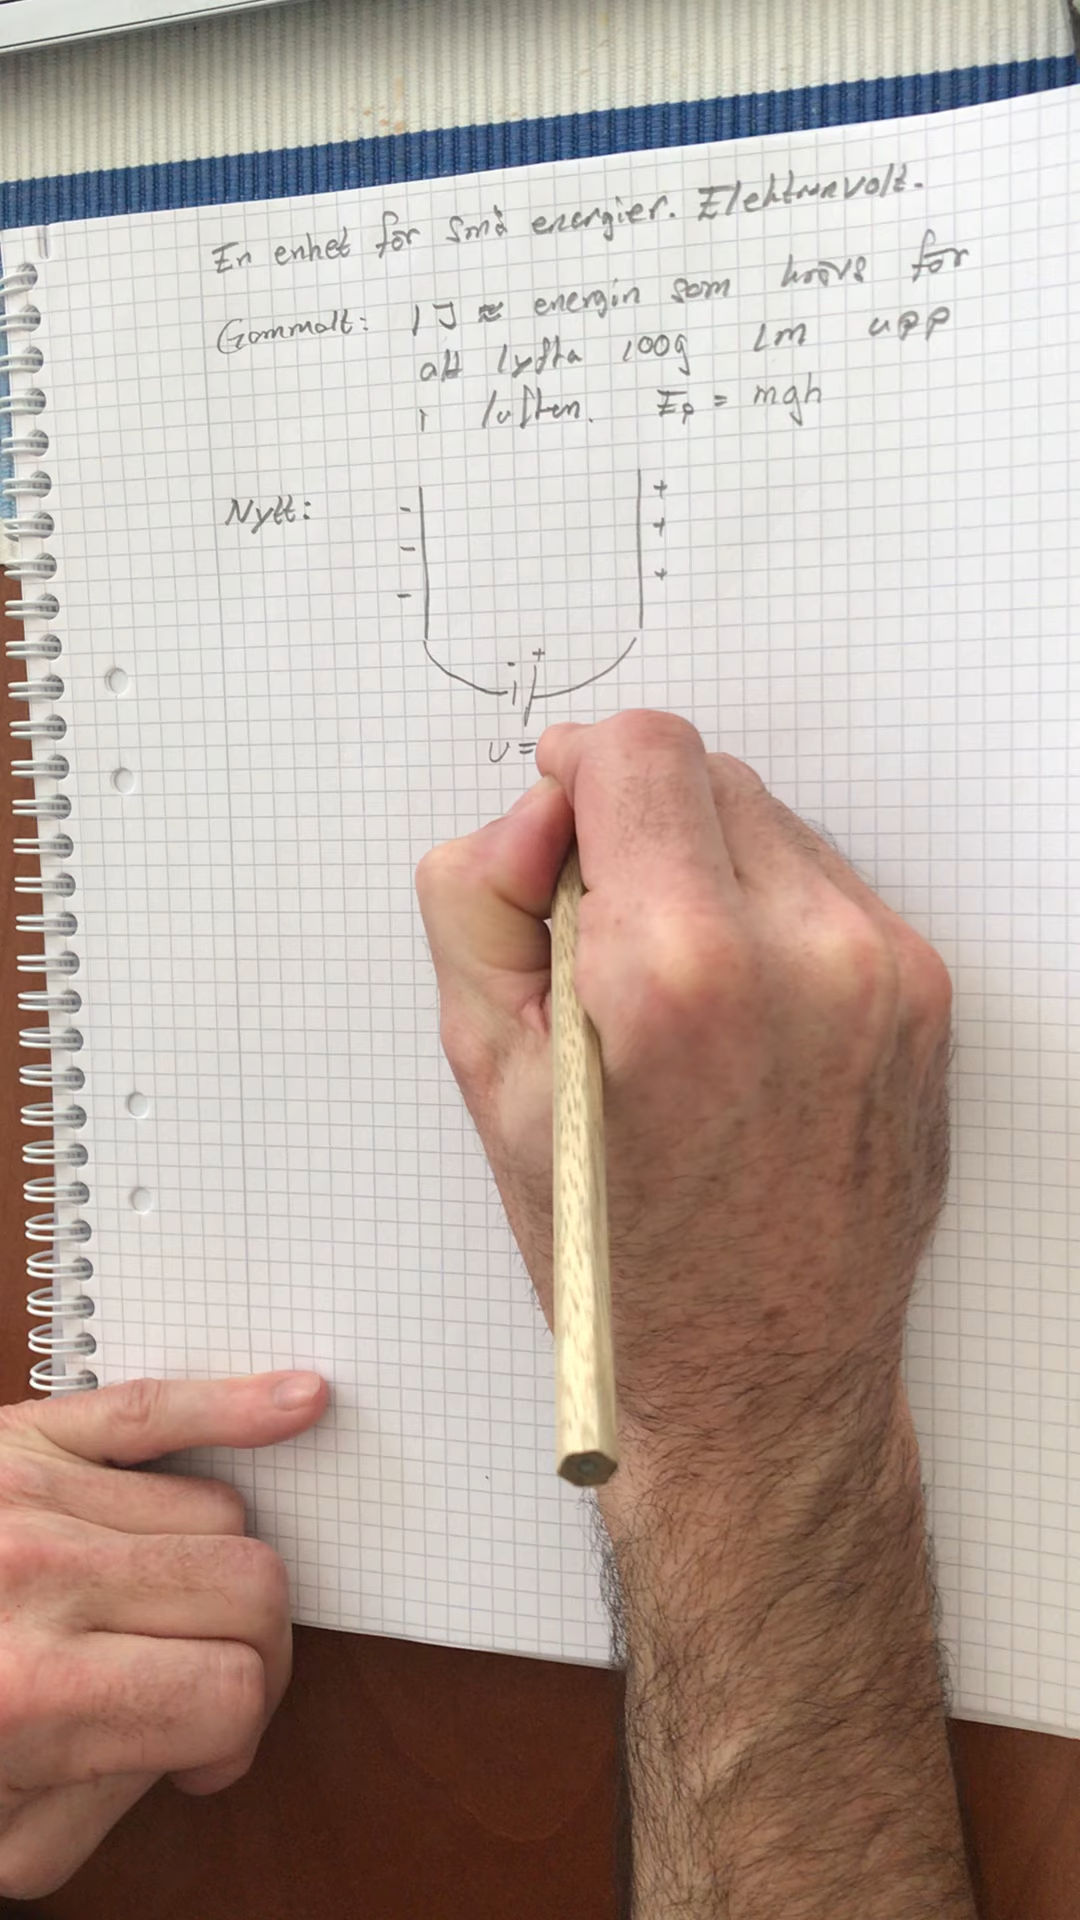 En enhet för små energier. Elektronvolt.
Gammalt: 1 J ≈ energin som krävs för
att lyfta 100g 1m upp
i luften. Ep = mgh
Nytt:
- +
- +
- +
- +
U =